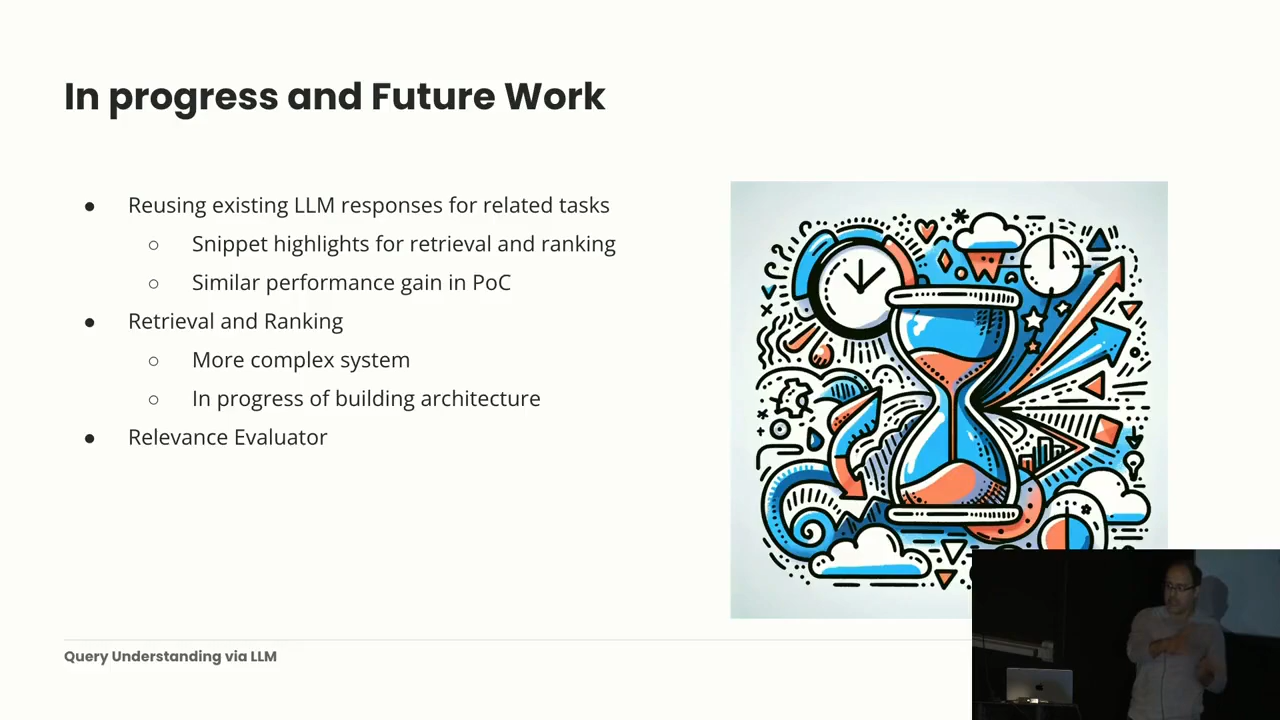 In progress and Future Work
● Reusing existing LLM responses for related tasks
○ Snippet highlights for retrieval and ranking
○ Similar performance gain in PoC
● Retrieval and Ranking
○ More complex system
○ In progress of building architecture
● Relevance Evaluator
Query Understanding via LLM